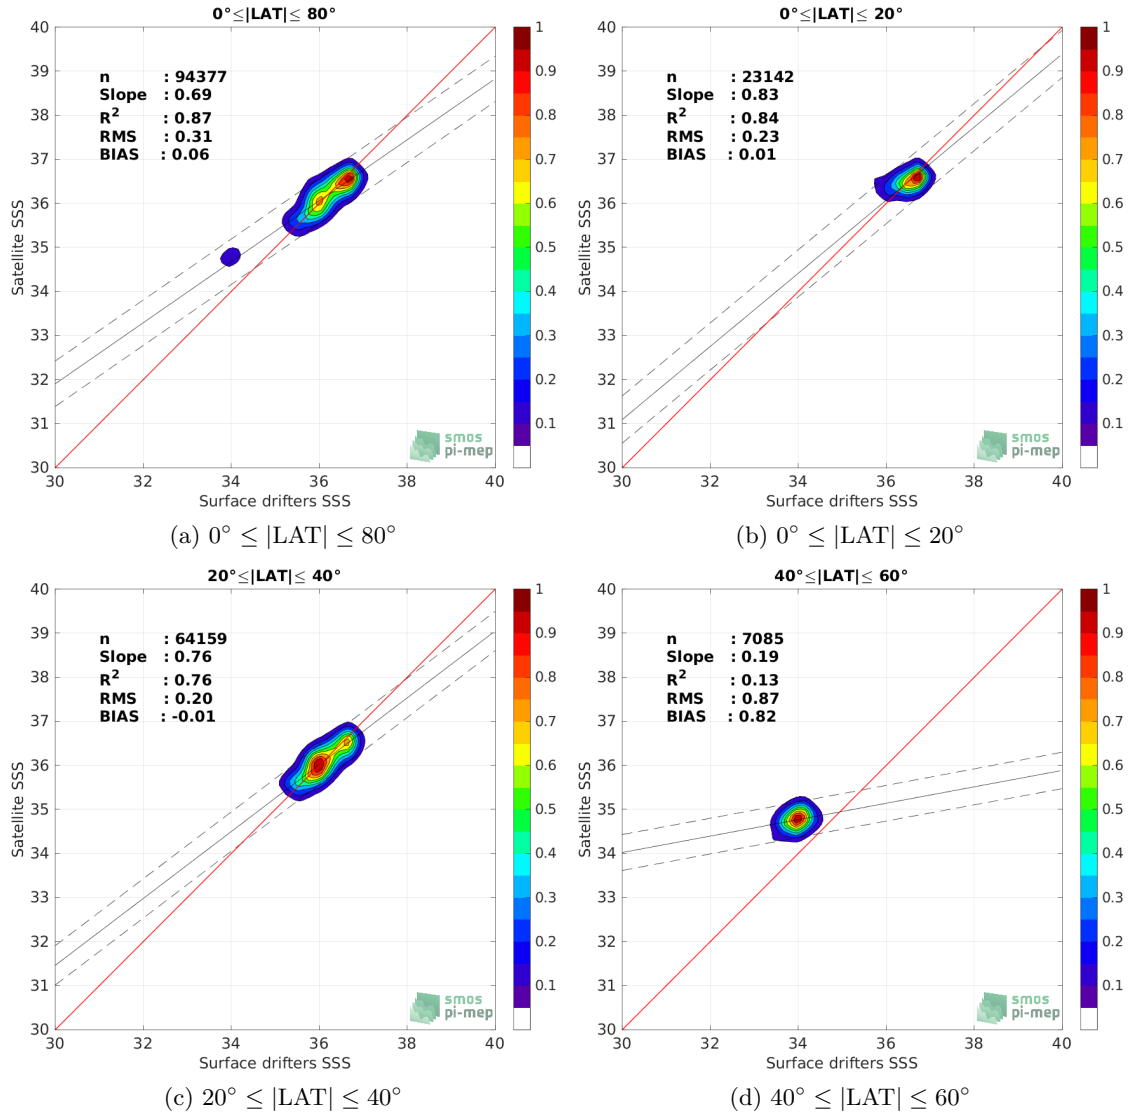 0°≤|LAT|≤ 80°
n : 94377
Slope : 0.69
R² : 0.87
RMS : 0.31
BIAS : 0.06
40
39
38
37
36
35
34
33
32
31
30
Satellite SSS
30 32 34 36 38 40
Surface drifters SSS
1
0.9
0.8
0.7
0.6
0.5
0.4
0.3
0.2
0.1
smos
pi-mep
(a) 0° ≤ |LAT| ≤ 80°
0°≤|LAT|≤ 20°
n : 23142
Slope : 0.83
R² : 0.84
RMS : 0.23
BIAS : 0.01
40
39
38
37
36
35
34
33
32
31
30
Satellite SSS
30 32 34 36 38 40
Surface drifters SSS
1
0.9
0.8
0.7
0.6
0.5
0.4
0.3
0.2
0.1
smos
pi-mep
(b) 0° ≤ |LAT| ≤ 20°
20°≤|LAT|≤ 40°
n : 64159
Slope : 0.76
R² : 0.76
RMS : 0.20
BIAS : -0.01
40
39
38
37
36
35
34
33
32
31
30
Satellite SSS
30 32 34 36 38 40
Surface drifters SSS
1
0.9
0.8
0.7
0.6
0.5
0.4
0.3
0.2
0.1
smos
pi-mep
(c) 20° ≤ |LAT| ≤ 40°
40°≤|LAT|≤ 60°
n : 7085
Slope : 0.19
R² : 0.13
RMS : 0.87
BIAS : 0.82
40
39
38
37
36
35
34
33
32
31
30
Satellite SSS
30 32 34 36 38 40
Surface drifters SSS
1
0.9
0.8
0.7
0.6
0.5
0.4
0.3
0.2
0.1
smos
pi-mep
(d) 40° ≤ |LAT| ≤ 60°